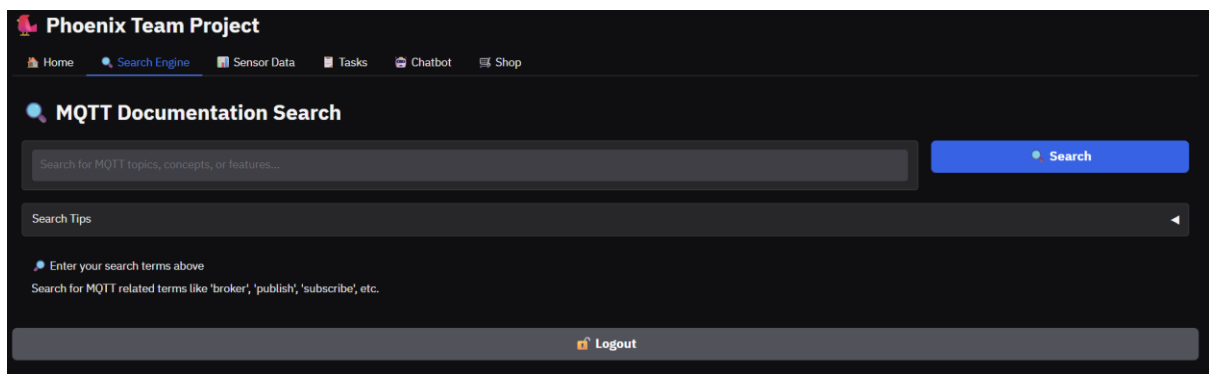 Phoenix Team Project
Home Search Engine Sensor Data Tasks Chatbot Shop
MQTT Documentation Search
Search for MQTT topics, concepts, or features...
Search
Search Tips
Enter your search terms above
Search for MQTT related terms like 'broker', 'publish', 'subscribe', etc.
Logout